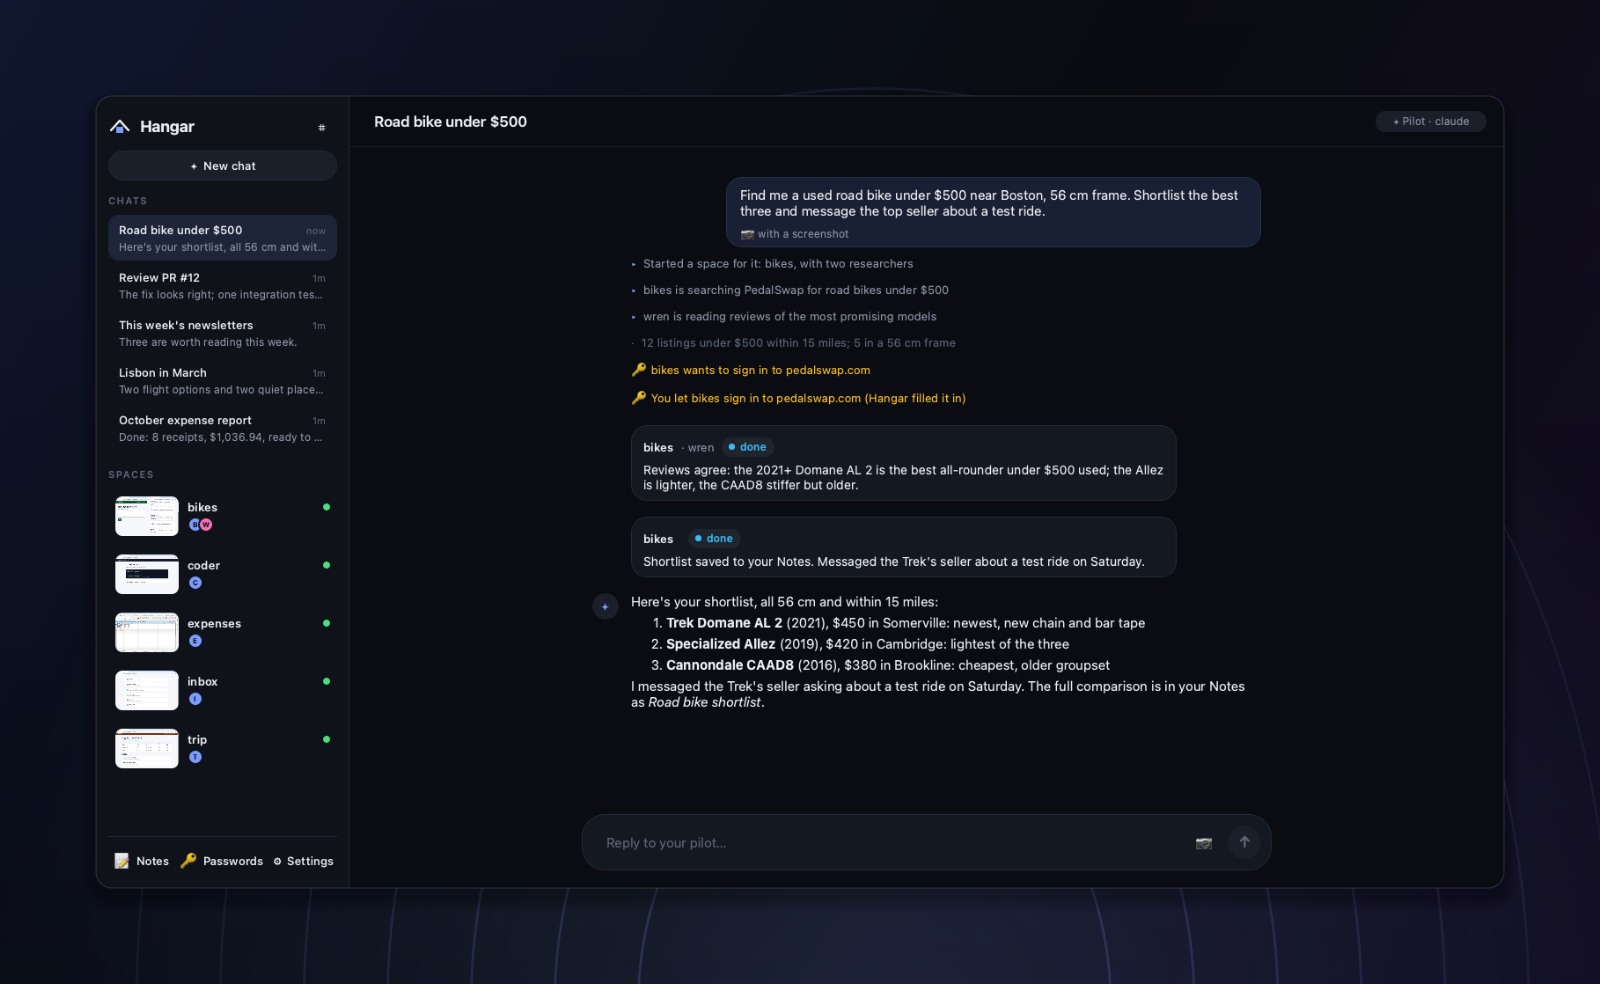 Hangar
#
+ New chat
CHATS
Road bike under $500 now
Here's your shortlist, all 56 cm and wit...
Review PR #12 1m
The fix looks right; one integration tes...
This week's newsletters 1m
Three are worth reading this week.
Lisbon in March 1m
Two flight options and two quiet place...
October expense report 1m
Done: 8 receipts, $1,036.94, ready to ...
SPACES
bikes
B W
coder
C
expenses
E
inbox
I
trip
T
Notes Passwords Settings
Road bike under $500
Pilot · claude
Find me a used road bike under $500 near Boston, 56 cm frame. Shortlist the best
three and message the top seller about a test ride.
with a screenshot
Started a space for it: bikes, with two researchers
bikes is searching PedalSwap for road bikes under $500
wren is reading reviews of the most promising models
· 12 listings under $500 within 15 miles; 5 in a 56 cm frame
bikes wants to sign in to pedalswap.com
You let bikes sign in to pedalswap.com (Hangar filled it in)
bikes · wren done
Reviews agree: the 2021+ Domane AL 2 is the best all-rounder under $500 used; the Allez
is lighter, the CAAD8 stiffer but older.
bikes done
Shortlist saved to your Notes. Messaged the Trek's seller about a test ride on Saturday.
Here's your shortlist, all 56 cm and within 15 miles:
1. Trek Domane AL 2 (2021), $450 in Somerville: newest, new chain and bar tape
2. Specialized Allez (2019), $420 in Cambridge: lightest of the three
3. Cannondale CAAD8 (2016), $380 in Brookline: cheapest, older groupset
I messaged the Trek's seller asking about a test ride on Saturday. The full comparison is in your Notes
as Road bike shortlist.
Reply to your pilot...